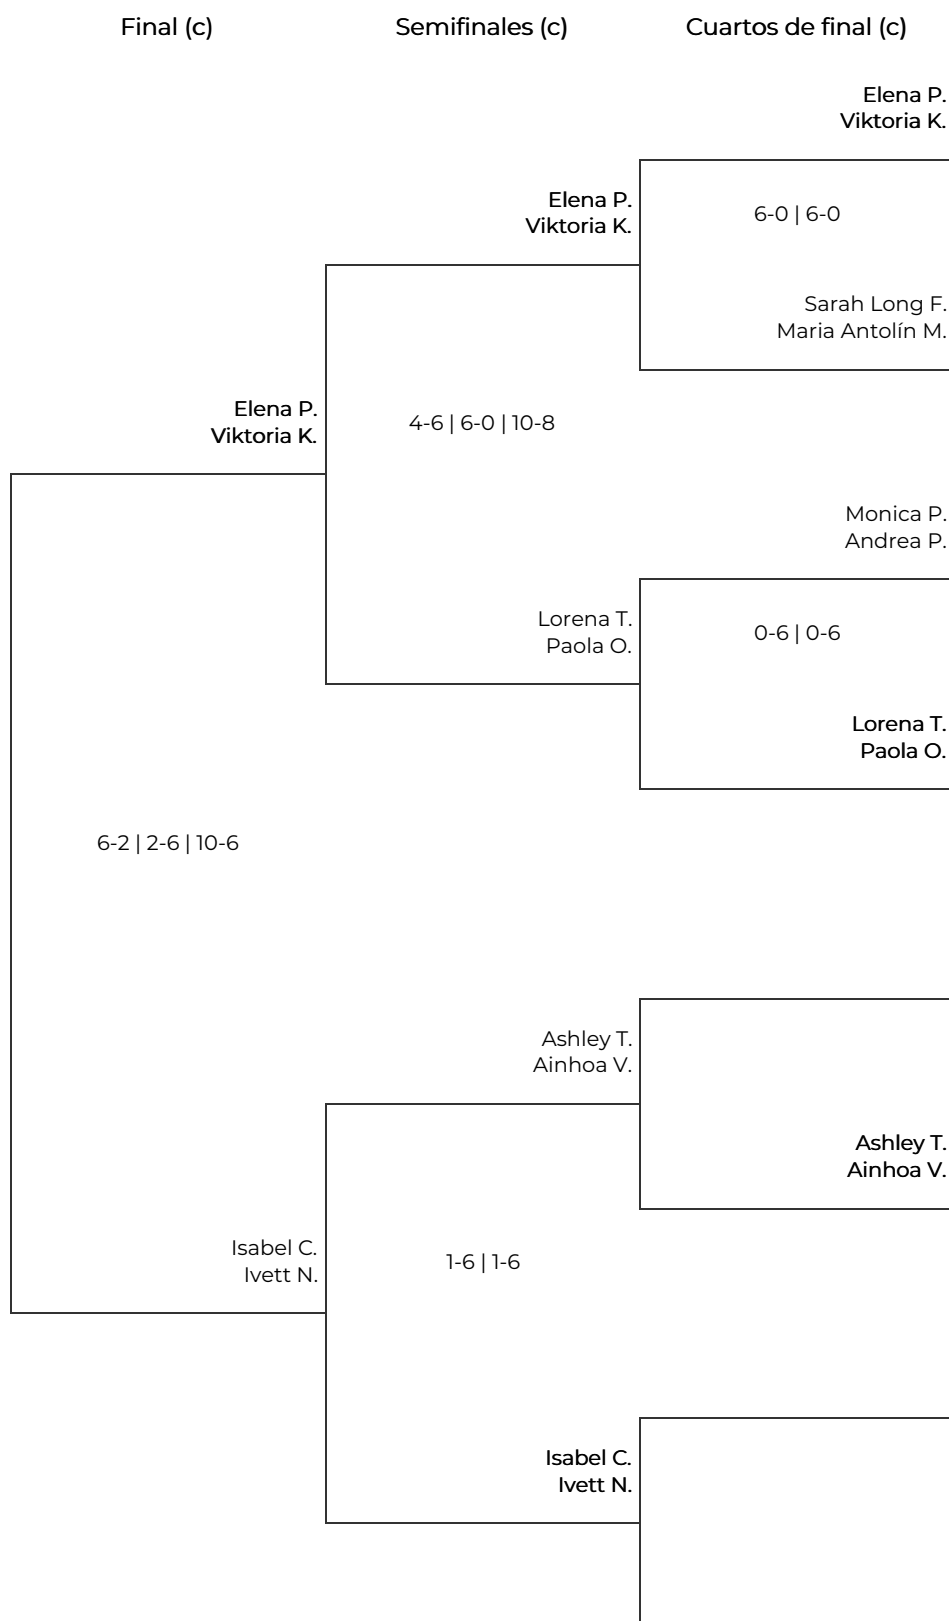 Final (c)
Semifinales (c)
Cuartos de final (c)
Elena P.
Viktoria K.
Elena P.
Viktoria K.
6-0 | 6-0
Sarah Long F.
Maria Antolín M.
Elena P.
Viktoria K.
4-6 | 6-0 | 10-8
Monica P.
Andrea P.
Lorena T.
Paola O.
0-6 | 0-6
Lorena T.
Paola O.
6-2 | 2-6 | 10-6
Ashley T.
Ainhoa V.
Ashley T.
Ainhoa V.
Isabel C.
Ivett N.
1-6 | 1-6
Isabel C.
Ivett N.